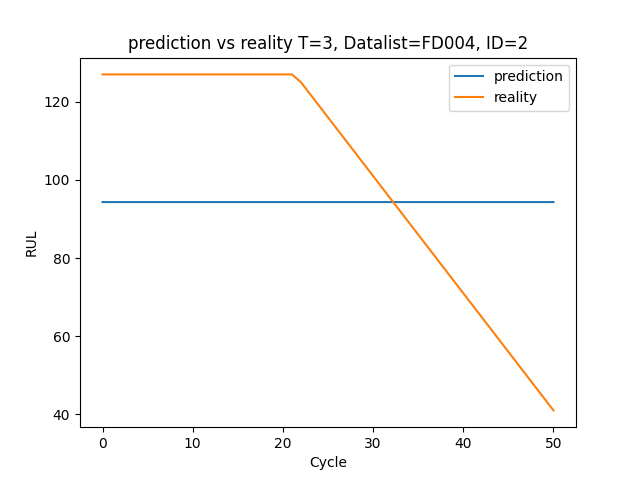 prediction vs reality T=3, Datalist=FD004, ID=2
prediction
reality
120
100
80
60
40
RUL
0 10 20 30 40 50
Cycle